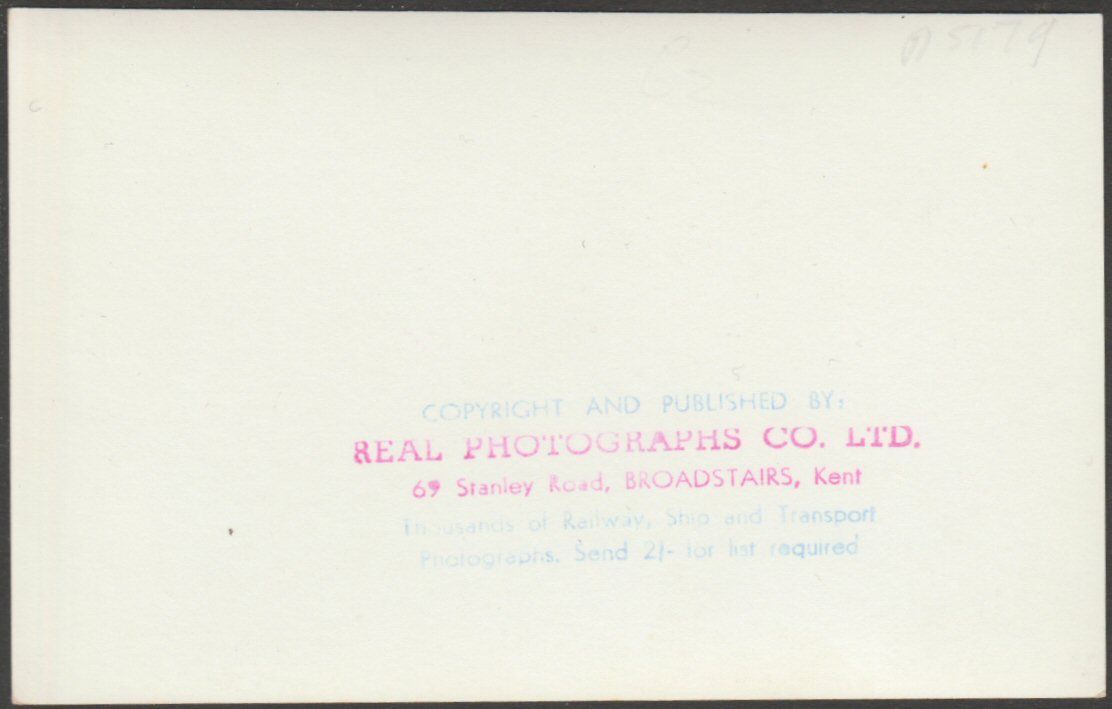 A5179
COPYRIGHT AND PUBLISHED BY:
REAL PHOTOGRAPHS CO. LTD.
69 Stanley Road, BROADSTAIRS, Kent
Thousands of Railway, Ship and Transport
Photographs. Send 2/- for list required